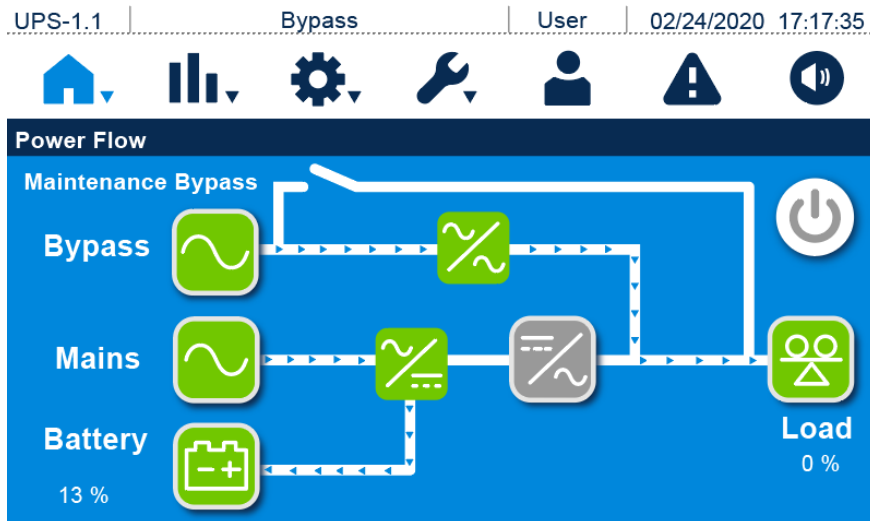 UPS-1.1 Bypass User 02/24/2020 17:17:35
Power Flow
Maintenance Bypass
Bypass
Mains
Battery
13 %
Load
0 %